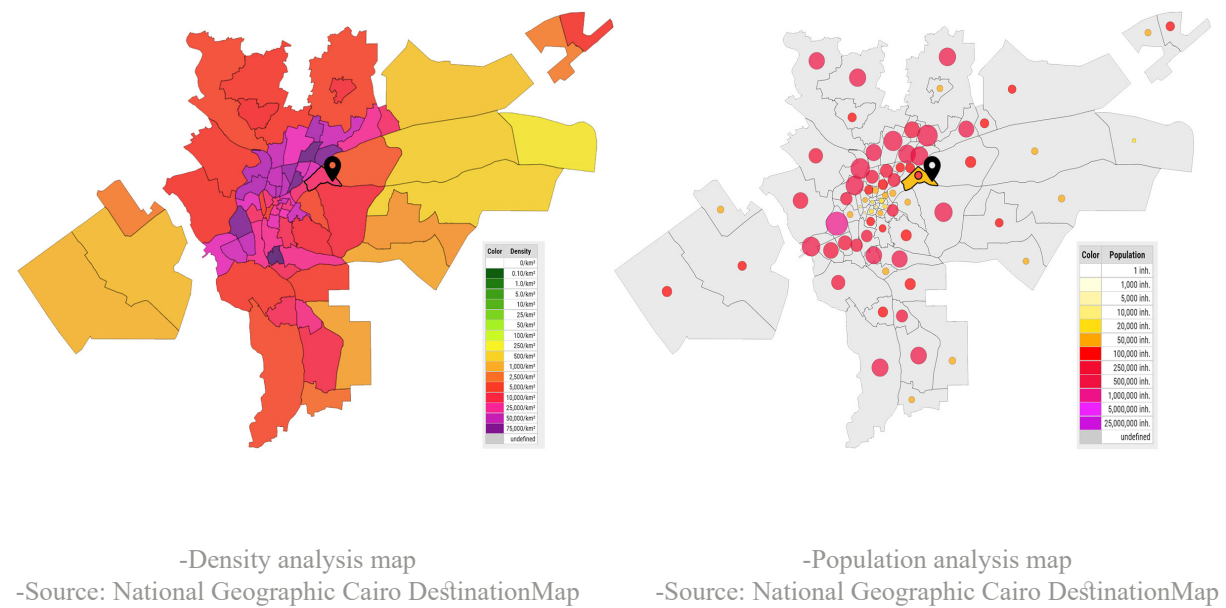 Color Density
0/km²
0.10/km²
1.0/km²
5.0/km²
10/km²
25/km²
50/km²
100/km²
250/km²
500/km²
1,000/km²
2,500/km²
5,000/km²
10,000/km²
25,000/km²
50,000/km²
75,000/km²
undefined
Color Population
1 inh.
1,000 inh.
5,000 inh.
10,000 inh.
20,000 inh.
50,000 inh.
100,000 inh.
250,000 inh.
500,000 inh.
1,000,000 inh.
5,000,000 inh.
25,000,000 inh.
undefined
-Density analysis map
-Source: National Geographic Cairo DestinationMap
-Population analysis map
-Source: National Geographic Cairo DestinationMap